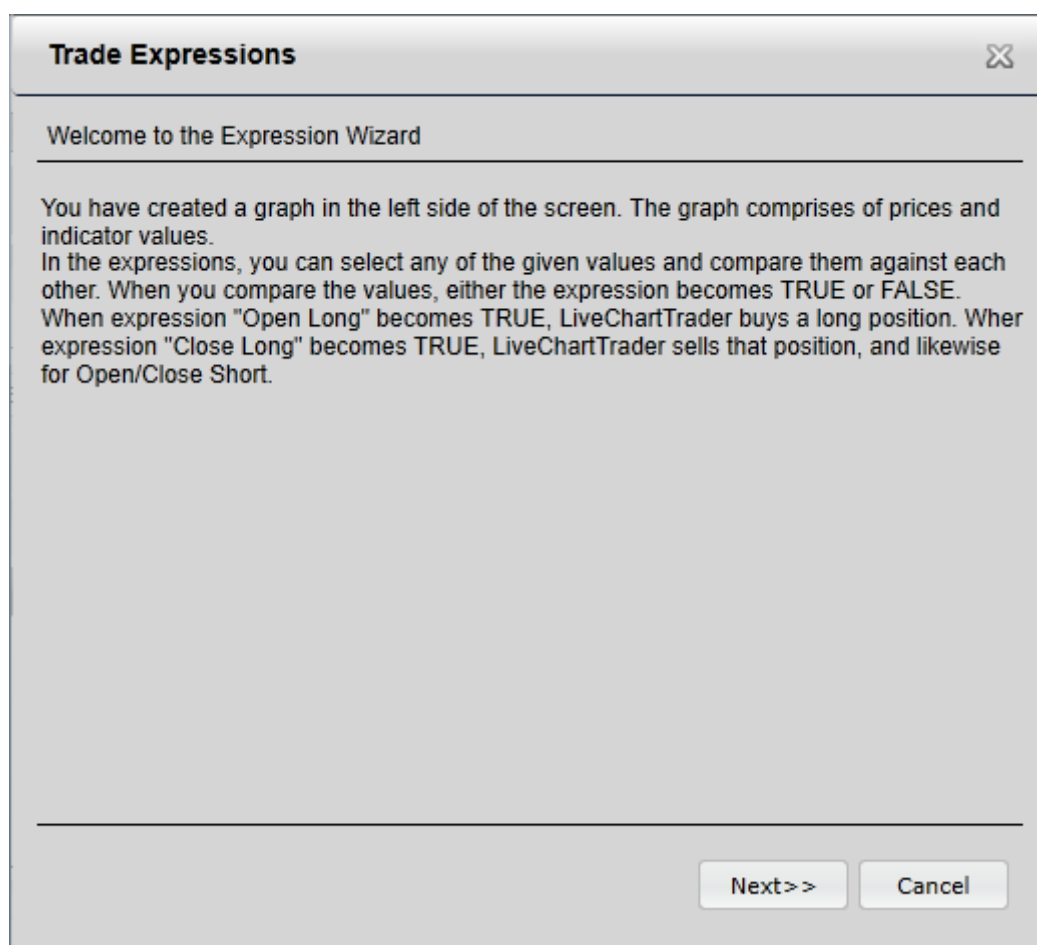 Trade Expressions
Welcome to the Expression Wizard
You have created a graph in the left side of the screen. The graph comprises of prices and
indicator values.
In the expressions, you can select any of the given values and compare them against each
other. When you compare the values, either the expression becomes TRUE or FALSE.
When expression "Open Long" becomes TRUE, LiveChartTrader buys a long position. Wher
expression "Close Long" becomes TRUE, LiveChartTrader sells that position, and likewise
for Open/Close Short.
Next>>
Cancel